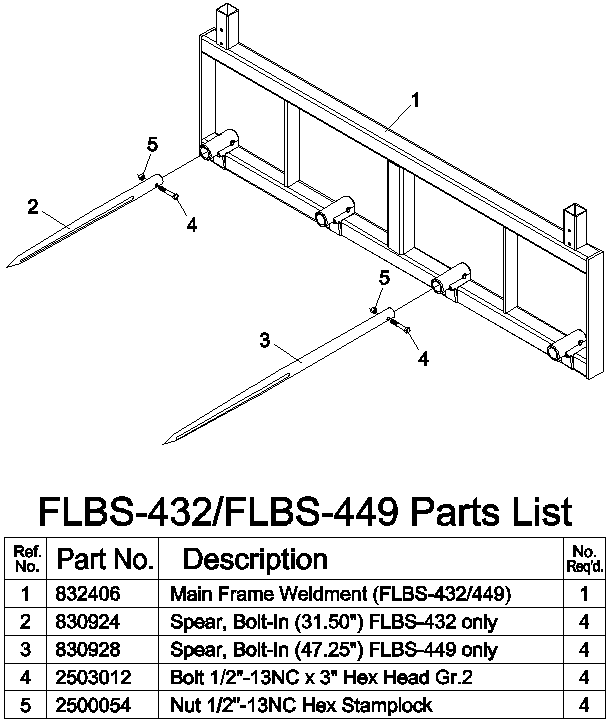 1
5
2
4
5
3
4
FLBS-432/FLBS-449 Parts List
Ref. No. Part No. Description No. Req'd.
1 832406 Main Frame Weldment (FLBS-432/449) 1
2 830924 Spear, Bolt-In (31.50") FLBS-432 only 4
3 830928 Spear, Bolt-In (47.25") FLBS-449 only 4
4 2503012 Bolt 1/2"-13NC x 3" Hex Head Gr.2 4
5 2500054 Nut 1/2"-13NC Hex Stamplock 4